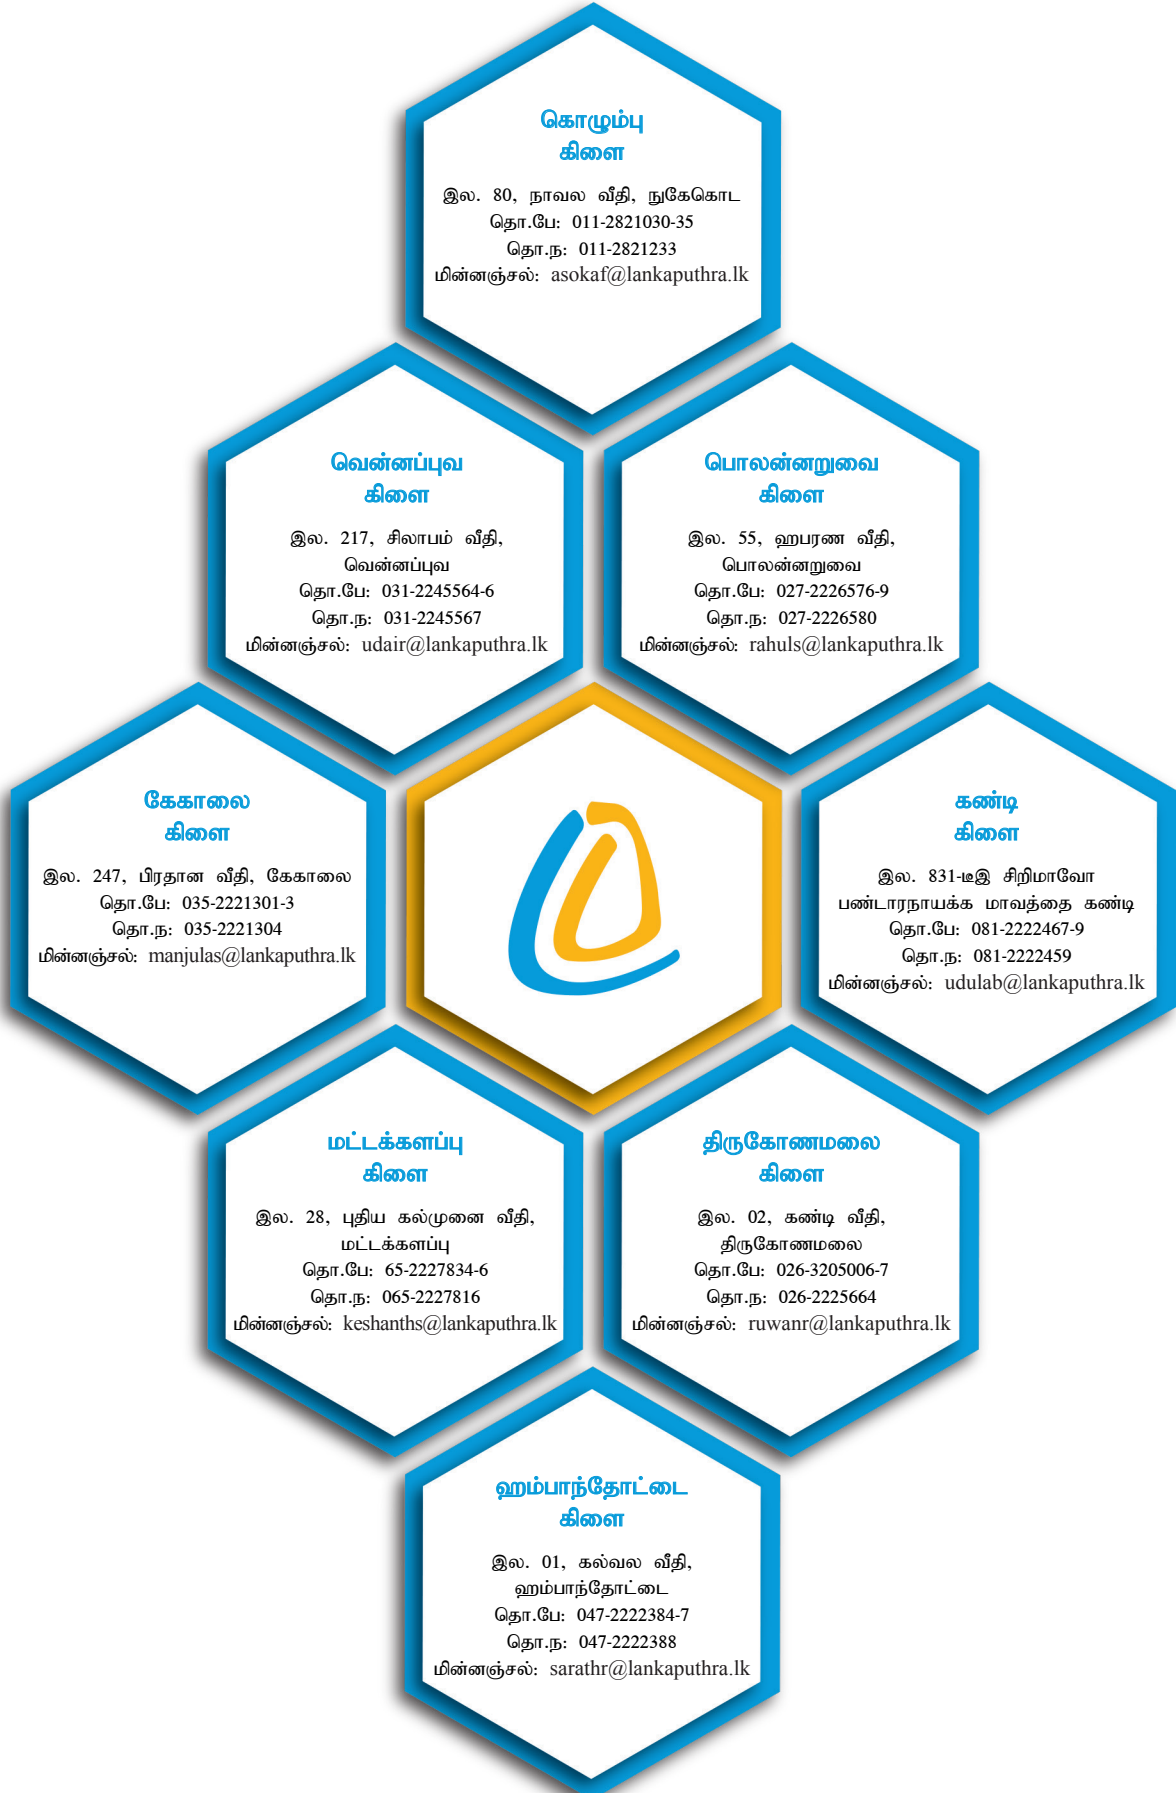 கொழும்பு
கிளை
இல. 80, நாவல வீதி, நுகேகொட
தொ.பே: 011-2821030-35
தொ.ந: 011-2821233
மின்னஞ்சல்: asokaf@lankaputhra.lk
வென்னப்புவ
கிளை
இல. 217, சிலாபம் வீதி,
வென்னப்புவ
தொ.பே: 031-2245564-6
தொ.ந: 031-2245567
மின்னஞ்சல்: udair@lankaputhra.lk
பொலன்னறுவை
கிளை
இல. 55, ஹபரண வீதி,
பொலன்னறுவை
தொ.பே: 027-2226576-9
தொ.ந: 027-2226580
மின்னஞ்சல்: rahuls@lankaputhra.lk
கேகாலை
கிளை
இல. 247, பிரதான வீதி, கேகாலை
தொ.பே: 035-2221301-3
தொ.ந: 035-2221304
மின்னஞ்சல்: manjulas@lankaputhra.lk
கண்டி
கிளை
இல. 831-டீஇ சிறிமாவோ
பண்டாரநாயக்க மாவத்தை கண்டி
தொ.பே: 081-2222467-9
தொ.ந: 081-2222459
மின்னஞ்சல்: udulab@lankaputhra.lk
மட்டக்களப்பு
கிளை
இல. 28, புதிய கல்முனை வீதி,
மட்டக்களப்பு
தொ.பே: 65-2227834-6
தொ.ந: 065-2227816
மின்னஞ்சல்: keshanths@lankaputhra.lk
திருகோணமலை
கிளை
இல. 02, கண்டி வீதி,
திருகோணமலை
தொ.பே: 026-3205006-7
தொ.ந: 026-2225664
மின்னஞ்சல்: ruwanr@lankaputhra.lk
ஹம்பாந்தோட்டை
கிளை
இல. 01, கல்வல வீதி,
ஹம்பாந்தோட்டை
தொ.பே: 047-2222384-7
தொ.ந: 047-2222388
மின்னஞ்சல்: sarathr@lankaputhra.lk